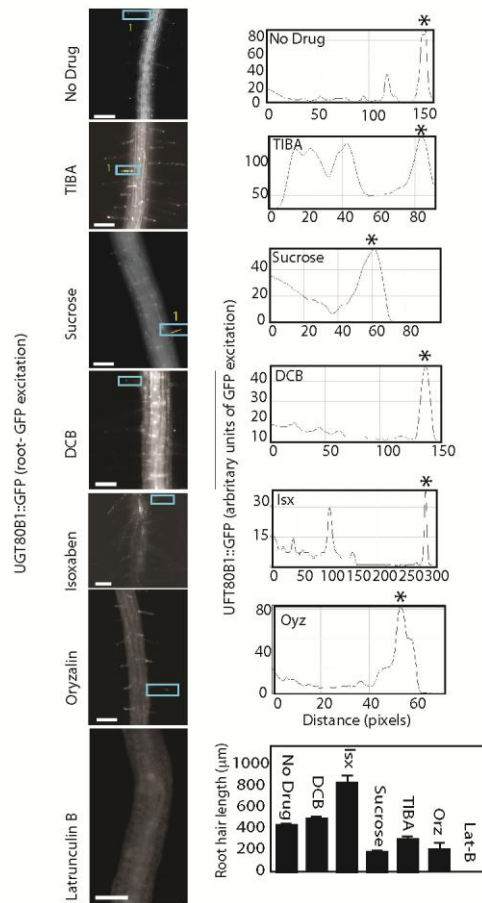 UGT80B1::GFP (root- GFP excitation)
No Drug
TIBA
Sucrose
DCB
Isoxaben
Oryzalin
Latrunculin B
1
1
1
UFT80B1::GFP (arbritary units of GFP excitation)
No Drug
*
80
60
40
20
0
0 50 100 150
TIBA
*
100
50
0 20 40 60 80
Sucrose
*
40
20
0
0 20 40 60 80
DCB
*
40
30
20
10
0 50 100 150
Isx
*
30
15
0 50 100 150 200 250 300
Oyz
*
80
40
20
0
0 20 40 60 80
Distance (pixels)
Root hair length (µm)
1000
800
600
400
200
0
No Drug
DCB
Isx
Sucrose
TIBA
Orz
Lat-B